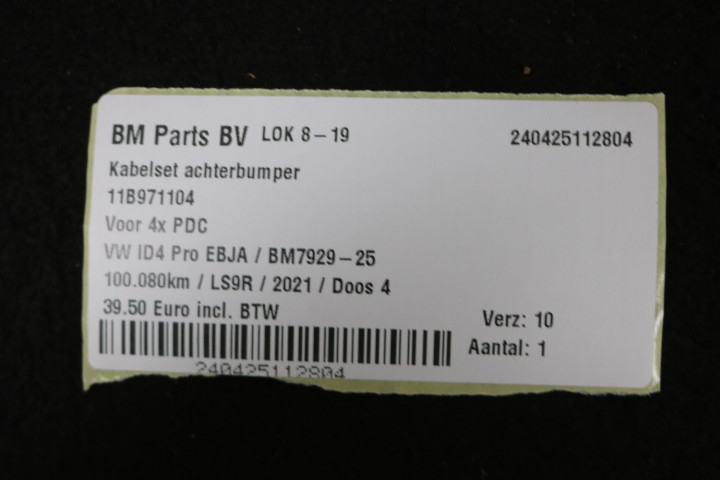 BM Parts BV LOK 8-19 240425112804
Kabelset achterbumper
11B971104
Voor 4x PDC
VW ID4 Pro EBJA / BM7929-25
100.080km / LS9R / 2021 / Doos 4
39.50 Euro incl. BTW
Verz: 10
Aantal: 1
240425112804